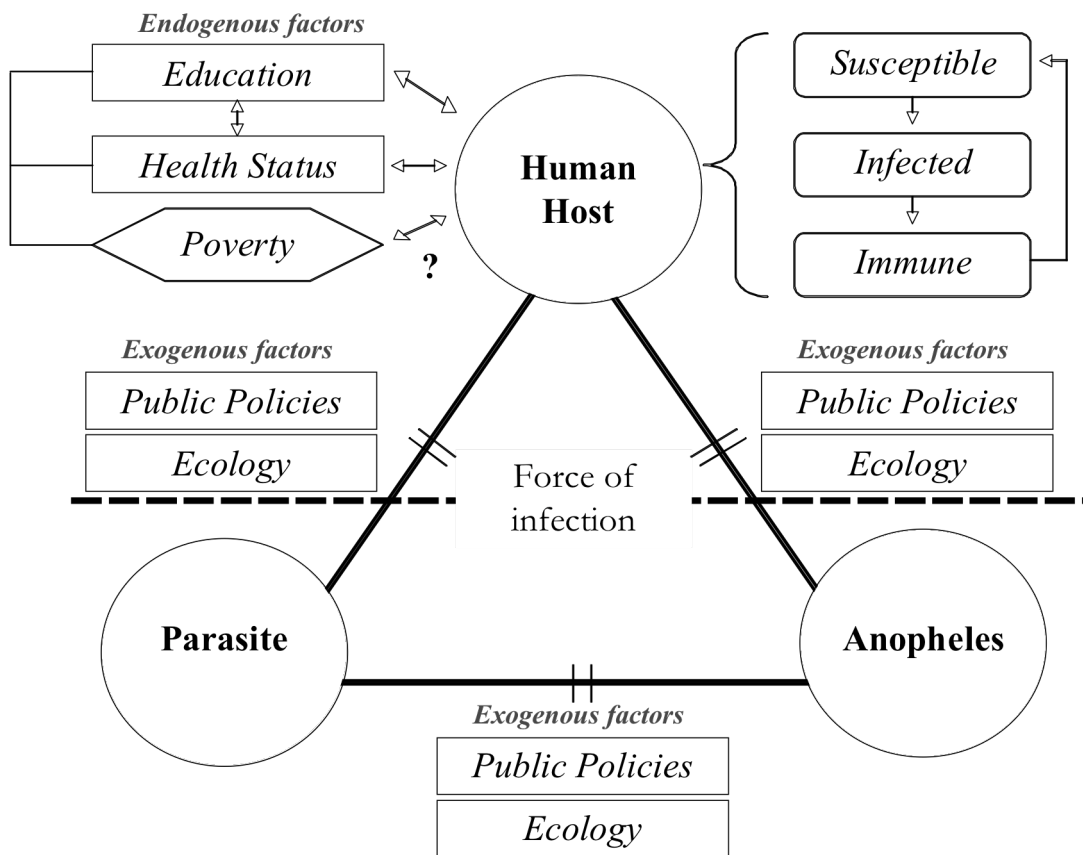 Endogenous factors
Education
Health Status
Poverty
?
Human
Host
Susceptible
Infected
Immune
Exogenous factors
Public Policies
Ecology
Exogenous factors
Public Policies
Ecology
Force of
infection
Parasite
Anopheles
Exogenous factors
Public Policies
Ecology